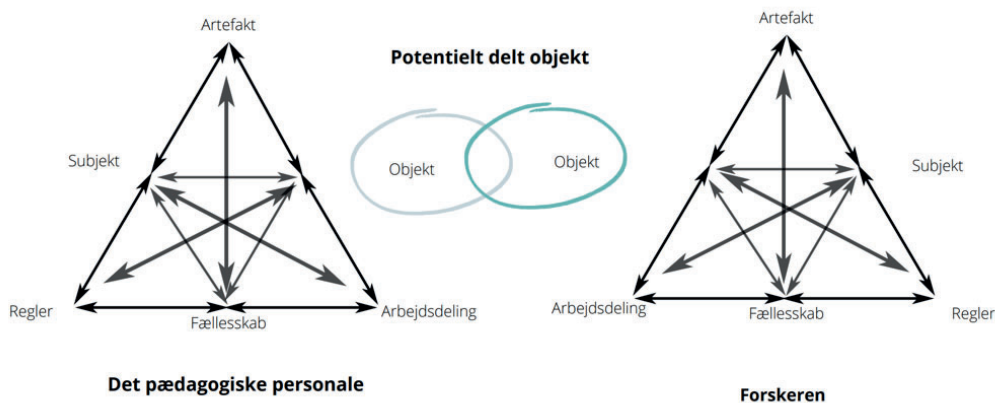 Artefakt
Artefakt
Potentielt delt objekt
Subjekt
Objekt
Objekt
Subjekt
Regler
Fællesskab
Arbejdsdeling
Arbejdsdeling
Fællesskab
Regler
Det pædagogiske personale
Forskeren